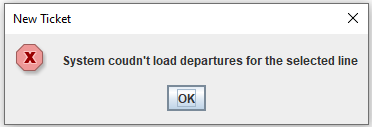 New Ticket
System coudn't load departures for the selected line
OK